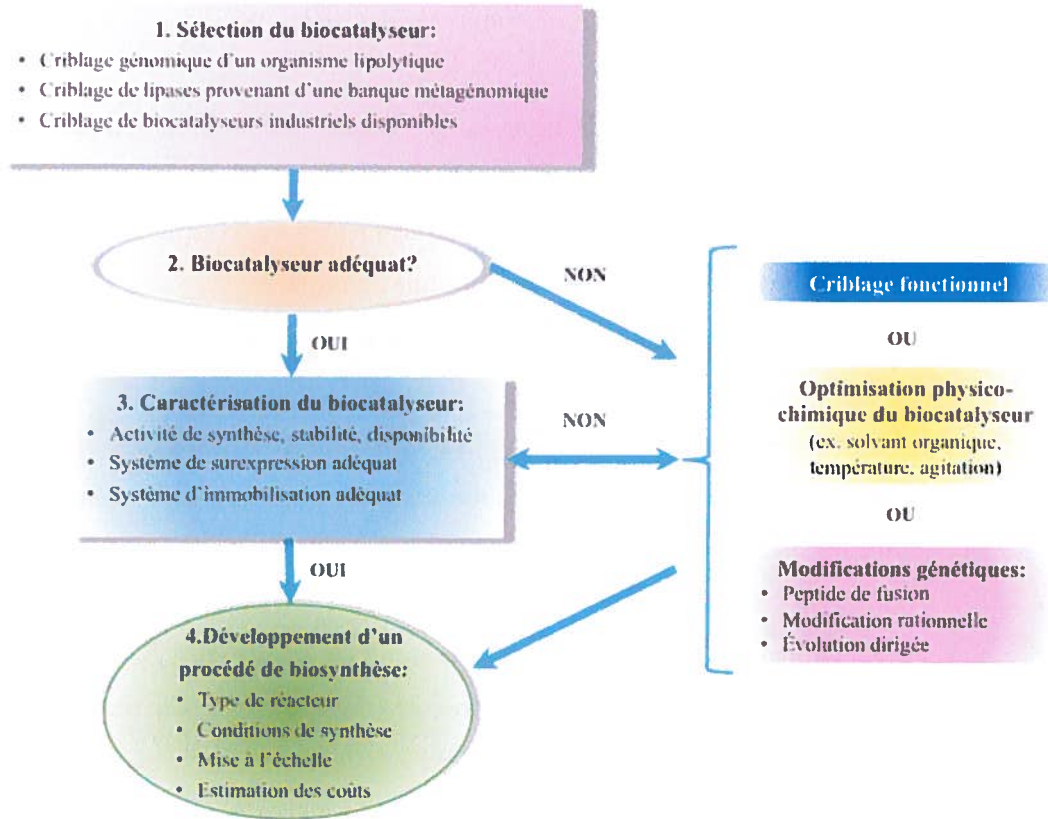 1. Sélection du biocatalyseur:
• Criblage génomique d'un organisme lipolytique
• Criblage de lipases provenant d'une banque métagénomique
• Criblage de biocatalyseurs industriels disponibles
2. Biocatalyseur adéquat?
NON
OUI
3. Caractérisation du biocatalyseur:
• Activité de synthèse, stabilité, disponibilité
• Système de surexpression adéquat
• Système d'immobilisation adéquat
NON
OUI
4.Développement d'un
procédé de biosynthèse:
• Type de réacteur
• Conditions de synthèse
• Mise à l'échelle
• Estimation des coûts
Criblage fonctionnel
OU
Optimisation physico-
chimique du biocatalyseur
(ex. solvant organique,
température, agitation)
OU
Modifications génétiques:
• Peptide de fusion
• Modification rationnelle
• Évolution dirigée